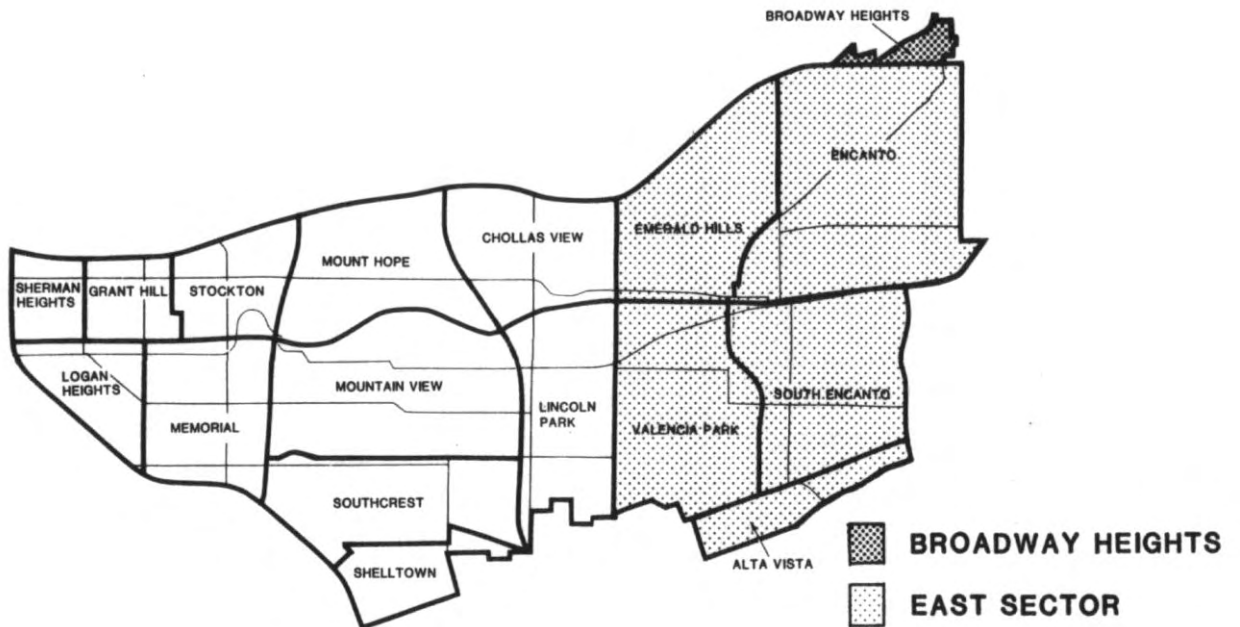 BROADWAY HEIGHTS
ENCANTO
EMERALD HILLS
CHOLLAS VIEW
MOUNT HOPE
SHERMAN
HEIGHTS
GRANT HILL
STOCKTON
LOGAN
HEIGHTS
MOUNTAIN VIEW
SOUTH ENCANTO
LINCOLN
PARK
MEMORIAL
VALENCIA PARK
SOUTHCREST
BROADWAY HEIGHTS
ALTA VISTA
SHELLTOWN
EAST SECTOR